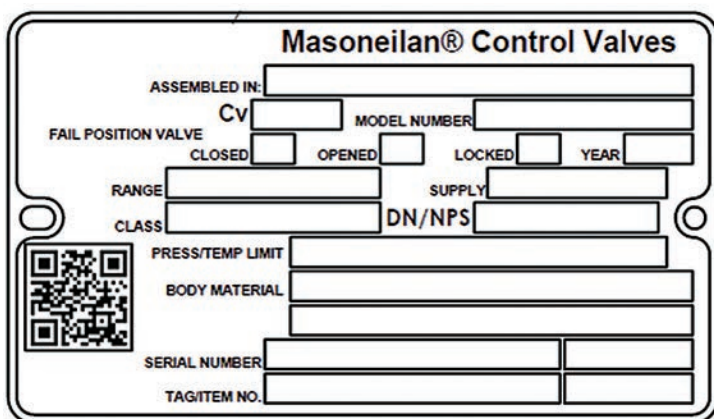 Masoneilan® Control Valves
ASSEMBLED IN:
Cv MODEL NUMBER
FAIL POSITION VALVE
CLOSED OPENED LOCKED YEAR
RANGE SUPPLY
CLASS DN/NPS
PRESS/TEMP LIMIT
BODY MATERIAL
SERIAL NUMBER
TAG/ITEM NO.